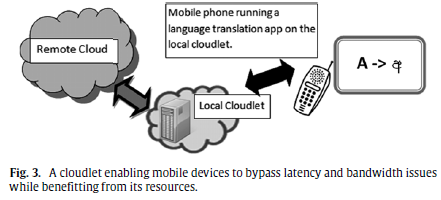 Mobile phone running a
language translation app on the
local cloudlet.
Remote Cloud
A -> අ
Local Cloudlet
Fig. 3. A cloudlet enabling mobile devices to bypass latency and bandwidth issues
while benefitting from its resources.